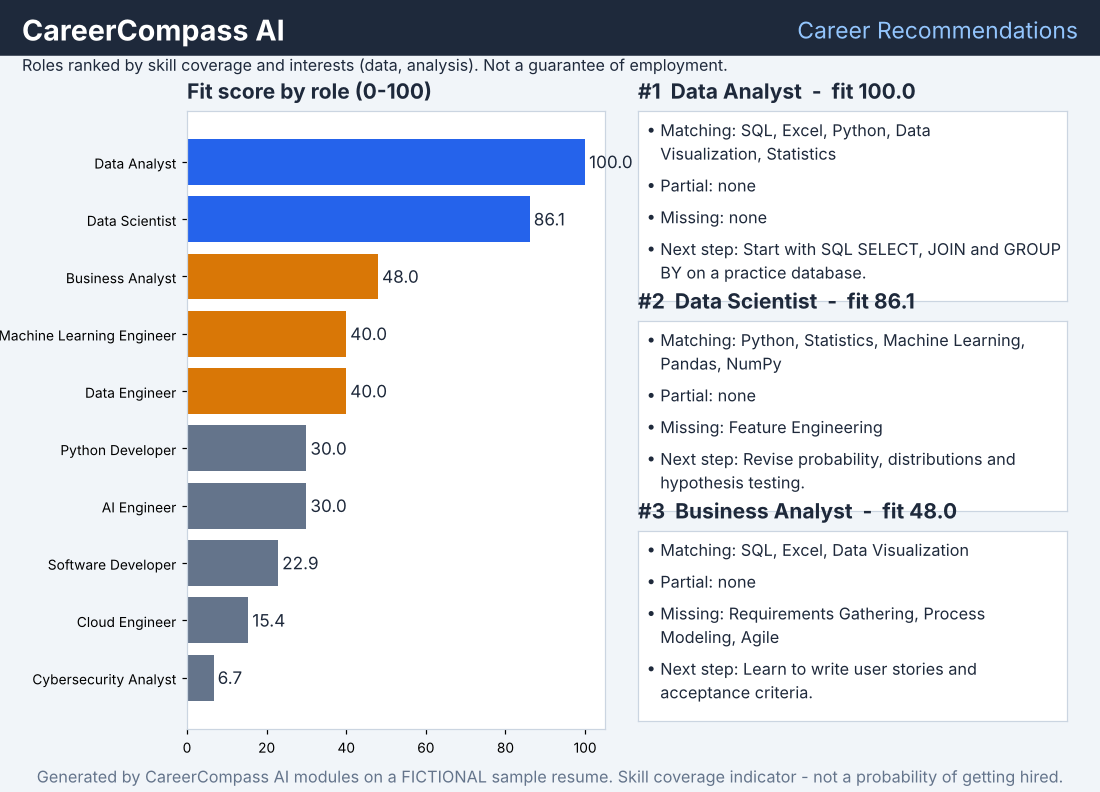 CareerCompass AI
Career Recommendations
Roles ranked by skill coverage and interests (data, analysis). Not a guarantee of employment.
Fit score by role (0-100)
Data Analyst 100.0
Data Scientist 86.1
Business Analyst 48.0
Machine Learning Engineer 40.0
Data Engineer 40.0
Python Developer 30.0
AI Engineer 30.0
Software Developer 22.9
Cloud Engineer 15.4
Cybersecurity Analyst 6.7
0 20 40 60 80 100
#1 Data Analyst - fit 100.0
• Matching: SQL, Excel, Python, Data
Visualization, Statistics
• Partial: none
• Missing: none
• Next step: Start with SQL SELECT, JOIN and GROUP
BY on a practice database.
#2 Data Scientist - fit 86.1
• Matching: Python, Statistics, Machine Learning,
Pandas, NumPy
• Partial: none
• Missing: Feature Engineering
• Next step: Revise probability, distributions and
hypothesis testing.
#3 Business Analyst - fit 48.0
• Matching: SQL, Excel, Data Visualization
• Partial: none
• Missing: Requirements Gathering, Process
Modeling, Agile
• Next step: Learn to write user stories and
acceptance criteria.
Generated by CareerCompass AI modules on a FICTIONAL sample resume. Skill coverage indicator - not a probability of getting hired.